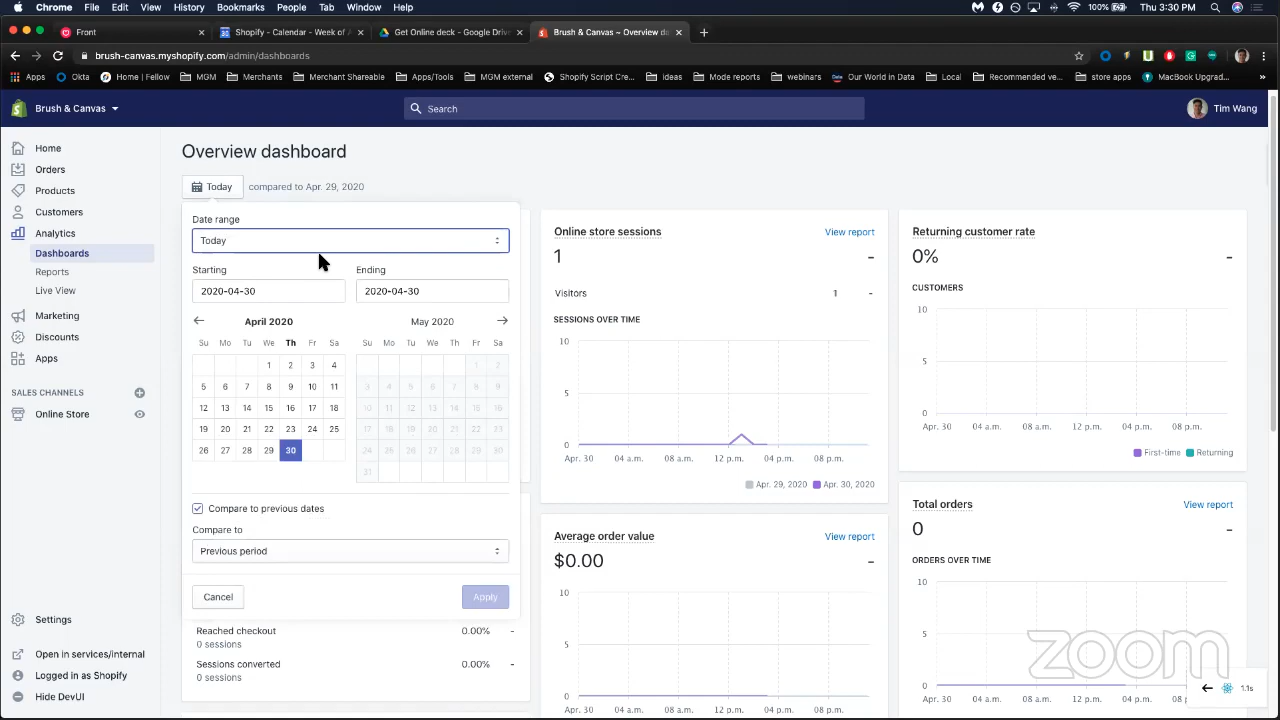 Chrome File Edit View History Bookmarks People Tab Window Help 100% Thu 3:30 PM
Front Shopify - Calendar - Week of A Get Online deck - Google Drive Brush & Canvas ~ Overview da
brush-canvas.myshopify.com/admin/dashboards
Apps Okta Home | Fellow MGM Merchants Merchant Shareable Apps/Tools MGM external Shopify Script Cre... ideas Mode reports webinars Our World in Data Local Recommended ve... store apps MacBook Upgrad... »
Brush & Canvas Search Tim Wang
Home
Orders
Products
Customers
Analytics
Dashboards
Reports
Live View
Marketing
Discounts
Apps
SALES CHANNELS
Online Store
Settings
Open in services/internal
Logged in as Shopify
Hide DevUI
Overview dashboard
Today compared to Apr. 29, 2020
Date range
Today
Starting Ending
2020-04-30 2020-04-30
April 2020 May 2020
Su Mo Tu We Th Fr Sa Su Mo Tu We Th Fr Sa
1 2 3 4 1 2
5 6 7 8 9 10 11 3 4 5 6 7 8 9
12 13 14 15 16 17 18 10 11 12 13 14 15 16
19 20 21 22 23 24 25 17 18 19 20 21 22 23
26 27 28 29 30 24 25 26 27 28 29 30
31
Compare to previous dates
Compare to
Previous period
Cancel Apply
Reached checkout 0.00% -
0 sessions
Sessions converted 0.00% -
0 sessions
Online store sessions View report
1 -
Visitors 1 -
SESSIONS OVER TIME
10
5
0
Apr. 30 04 a.m. 08 a.m. 12 p.m. 04 p.m. 08 p.m.
Apr. 29, 2020 Apr. 30, 2020
Average order value View report
$0.00 -
10
5
0
Apr. 30 04 a.m. 08 a.m. 12 p.m. 04 p.m. 08 p.m.
Returning customer rate
0% -
CUSTOMERS
10
5
0
Apr. 30 04 a.m. 08 a.m. 12 p.m. 04 p.m. 08 p.m.
First-time Returning
Total orders View report
0 -
ORDERS OVER TIME
10
5
0
Apr. 30 04 a.m. 08 a.m. 12 p.m. 04 p.m. 08 p.m.
zoom
1.1s